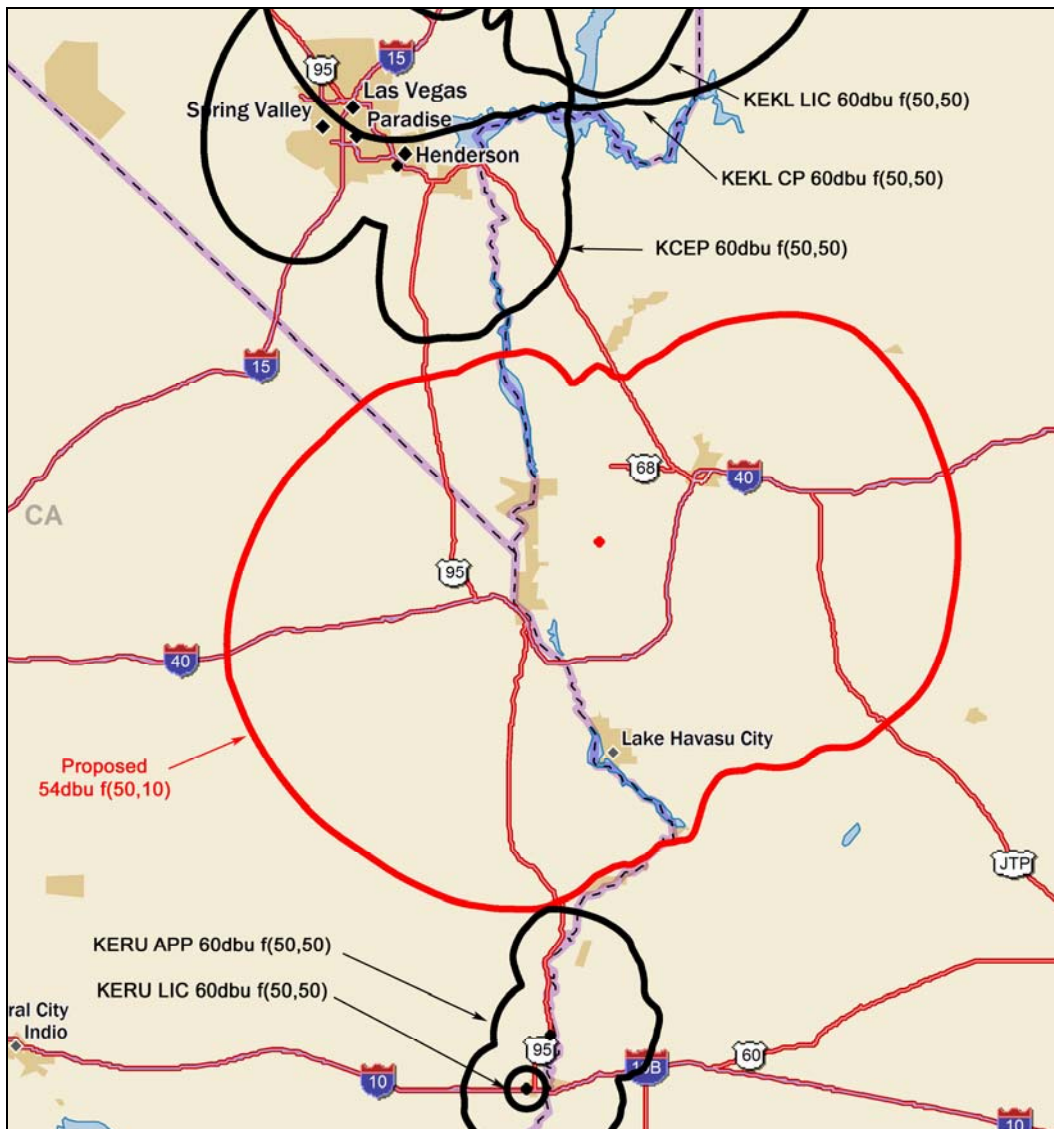 95
15
Las Vegas
Spring Valley
Paradise
Henderson
KEKL LIC 60dbu f(50,50)
KEKL CP 60dbu f(50,50)
KCEP 60dbu f(50,50)
15
68
40
CA
95
40
Lake Havasu City
Proposed
54dbu f(50,10)
JTP
KERU APP 60dbu f(50,50)
KERU LIC 60dbu f(50,50)
ral City
Indio
95
60
10
10